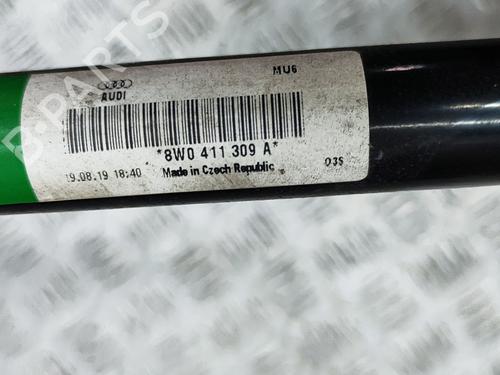 MU6
AUDI
*8W0 411 309 A*
19.08.19 18:40 Made in Czech Republic 03S
B-PARTS